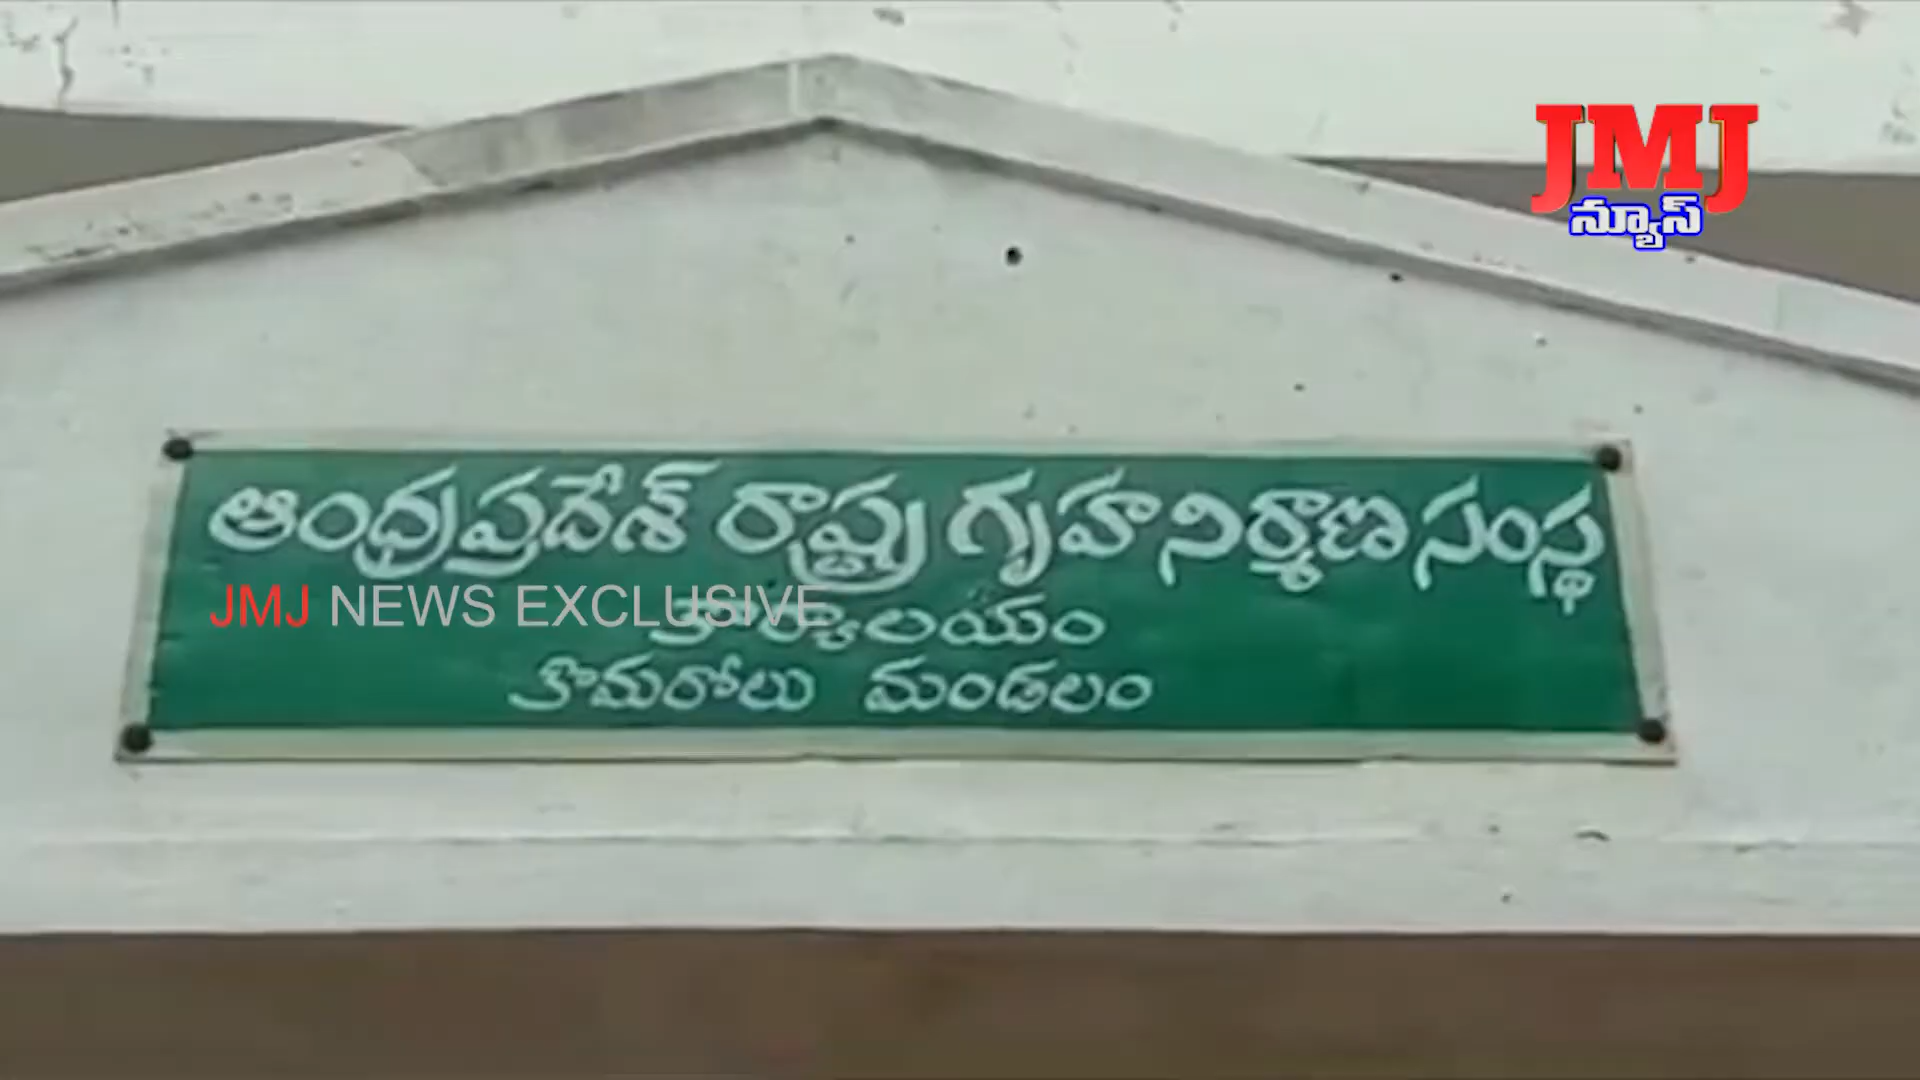 JMJ
న్యూస్
ఆంధ్రప్రదేశ్ రాష్ట్ర గృహనిర్మాణ సంస్థ
JMJ NEWS EXCLUSIVE
కార్యాలయం
కొమరోలు మండలం